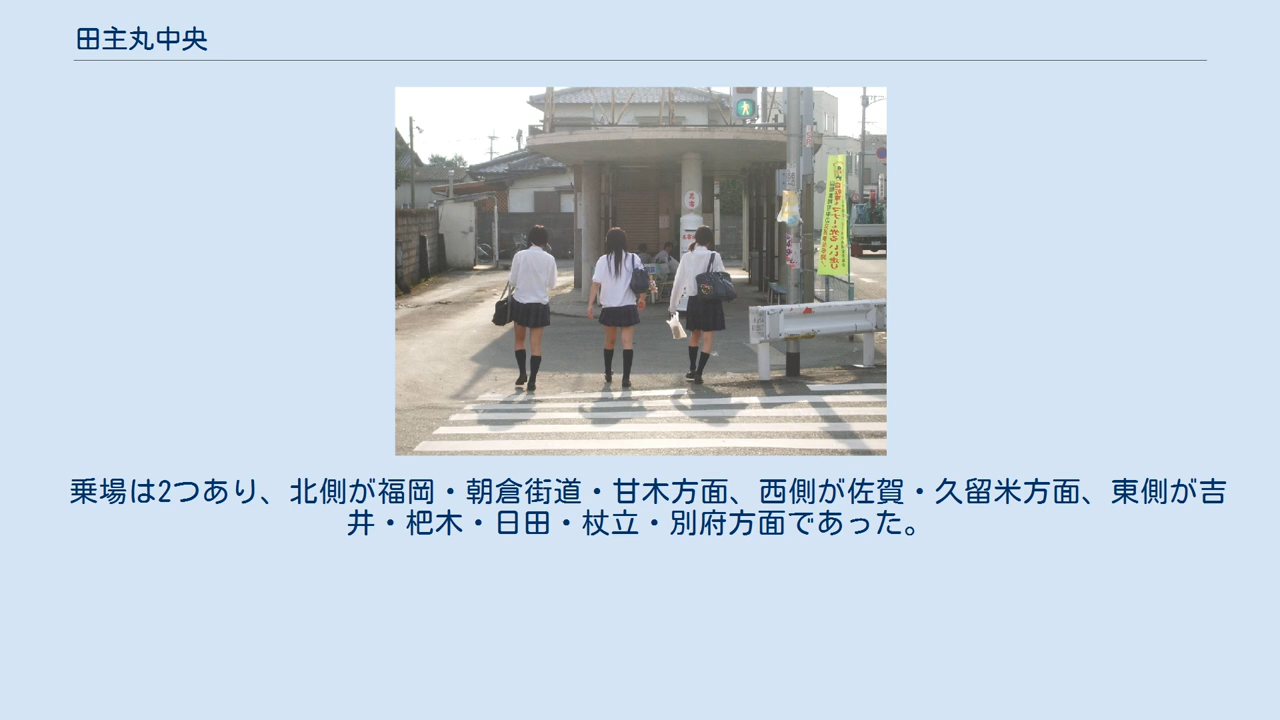 田主丸中央
乗場は2つあり、北側が福岡・朝倉街道・甘木方面、西側が佐賀・久留米方面、東側が吉
井・杷木・日田・杖立・別府方面であった。